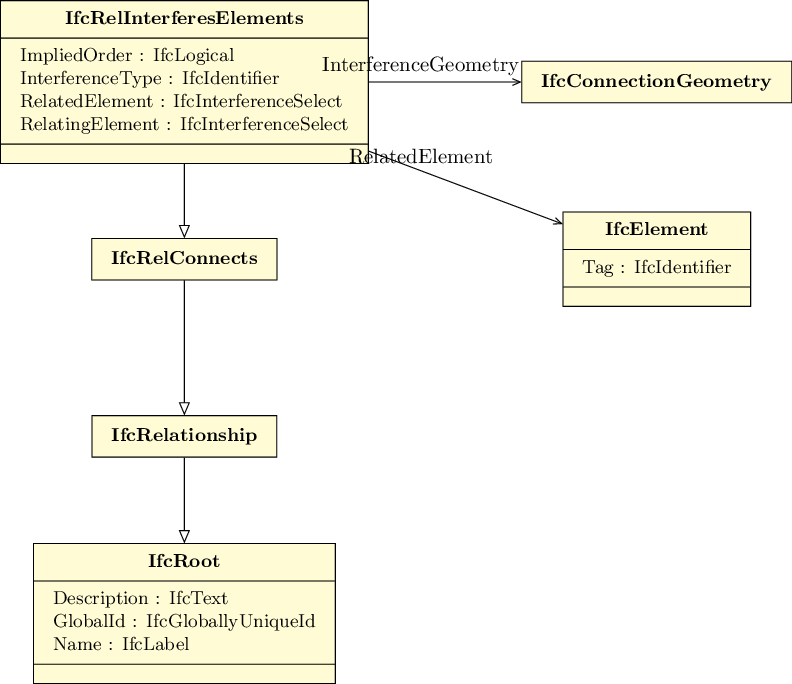 IfcRelInterferesElements
ImpliedOrder : IfcLogical
InterferenceType : IfcIdentifier
RelatedElement : IfcInterferenceSelect
RelatingElement : IfcInterferenceSelect
InterferenceGeometry
IfcConnectionGeometry
RelatedElement
IfcElement
Tag : IfcIdentifier
IfcRelConnects
IfcRelationship
IfcRoot
Description : IfcText
GlobalId : IfcGloballyUniqueId
Name : IfcLabel